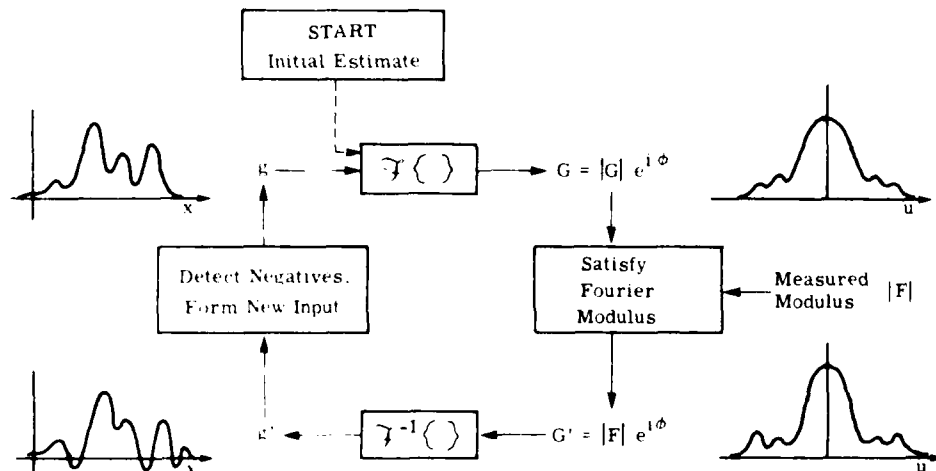 START
Initial Estimate
g
ℱ{ }
G = |G| e^{iϕ}
x
u
Detect Negatives.
Form New Input
Satisfy
Fourier
Modulus
Measured
Modulus |F|
g'
ℱ^{-1}{ }
G' = |F| e^{iϕ}
u